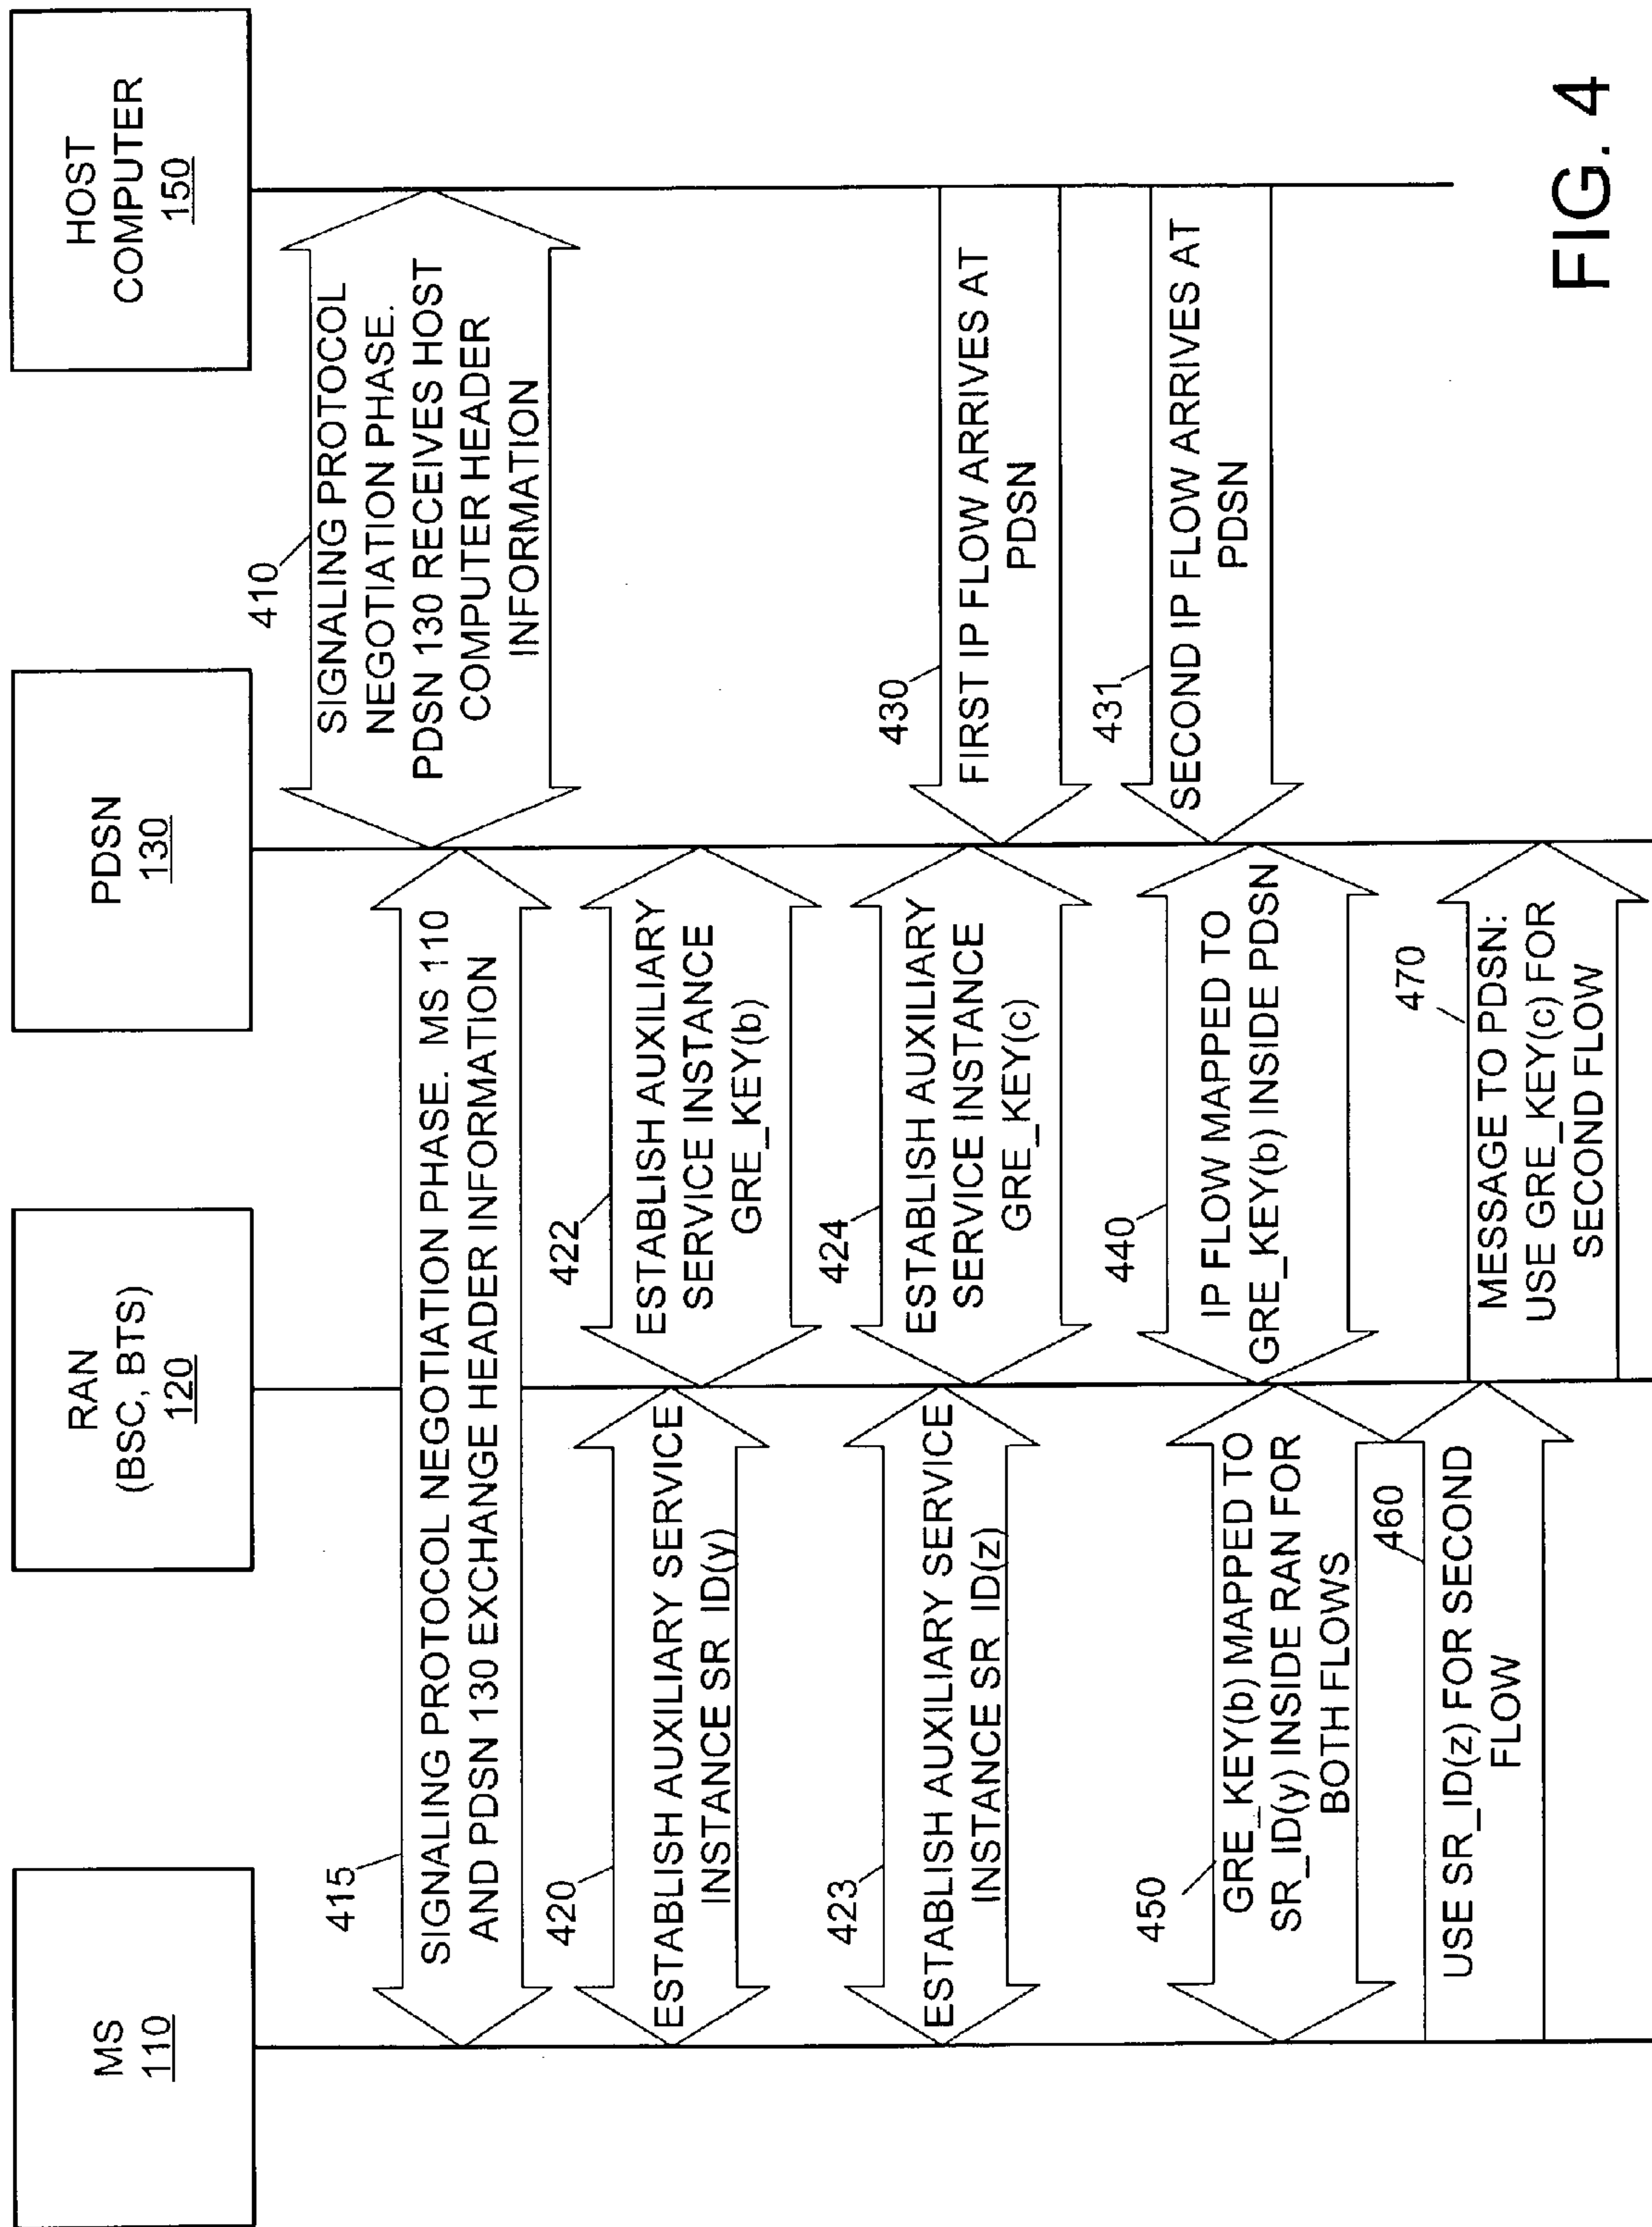 MS
110
RAN
(BSC, BTS)
120
PDSN
130
HOST
COMPUTER
150
410
SIGNALING PROTOCOL
NEGOTIATION PHASE.
PDSN 130 RECEIVES HOST
COMPUTER HEADER
INFORMATION
415
SIGNALING PROTOCOL NEGOTIATION PHASE. MS 110
AND PDSN 130 EXCHANGE HEADER INFORMATION
420
ESTABLISH AUXILIARY SERVICE
INSTANCE SR_ID(y)
422
ESTABLISH AUXILIARY
SERVICE INSTANCE
GRE_KEY(b)
423
ESTABLISH AUXILIARY SERVICE
INSTANCE SR_ID(z)
424
ESTABLISH AUXILIARY
SERVICE INSTANCE
GRE_KEY(c)
430
FIRST IP FLOW ARRIVES AT
PDSN
431
SECOND IP FLOW ARRIVES AT
PDSN
440
IP FLOW MAPPED TO
GRE_KEY(b) INSIDE PDSN
450
GRE_KEY(b) MAPPED TO
SR_ID(y) INSIDE RAN FOR
BOTH FLOWS
460
USE SR_ID(z) FOR SECOND
FLOW
470
MESSAGE TO PDSN:
USE GRE_KEY(c) FOR
SECOND FLOW
FIG. 4